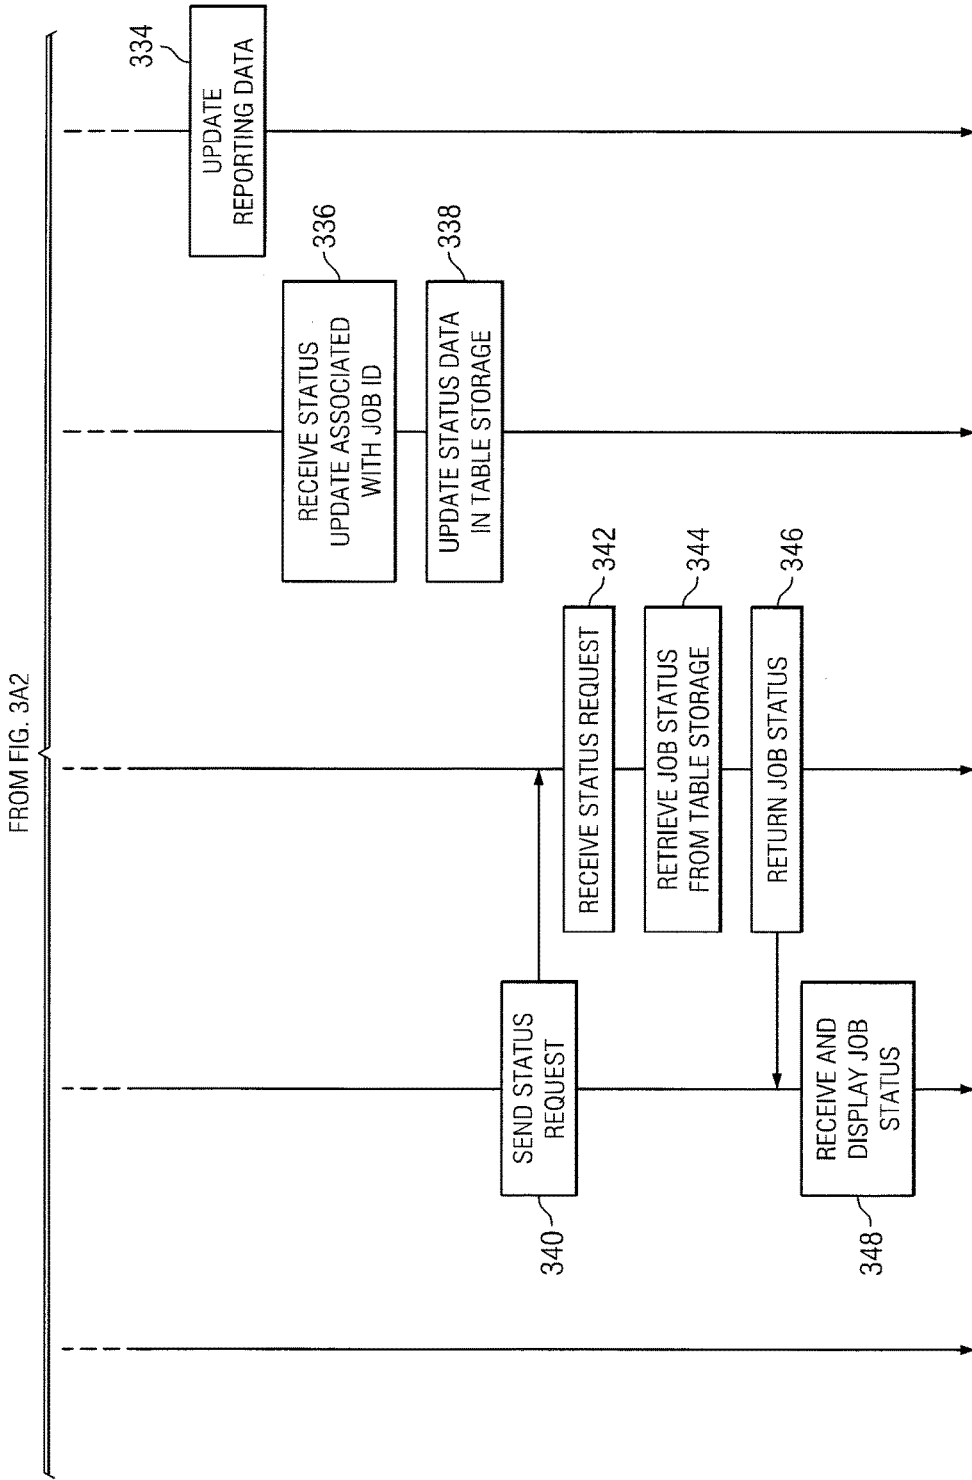 FROM FIG. 3A2
334
UPDATE
REPORTING DATA
336
RECEIVE STATUS
UPDATE ASSOCIATED
WITH JOB ID
338
UPDATE STATUS DATA
IN TABLE STORAGE
340
SEND STATUS
REQUEST
342
RECEIVE STATUS REQUEST
344
RETRIEVE JOB STATUS
FROM TABLE STORAGE
346
RETURN JOB STATUS
348
RECEIVE AND
DISPLAY JOB
STATUS